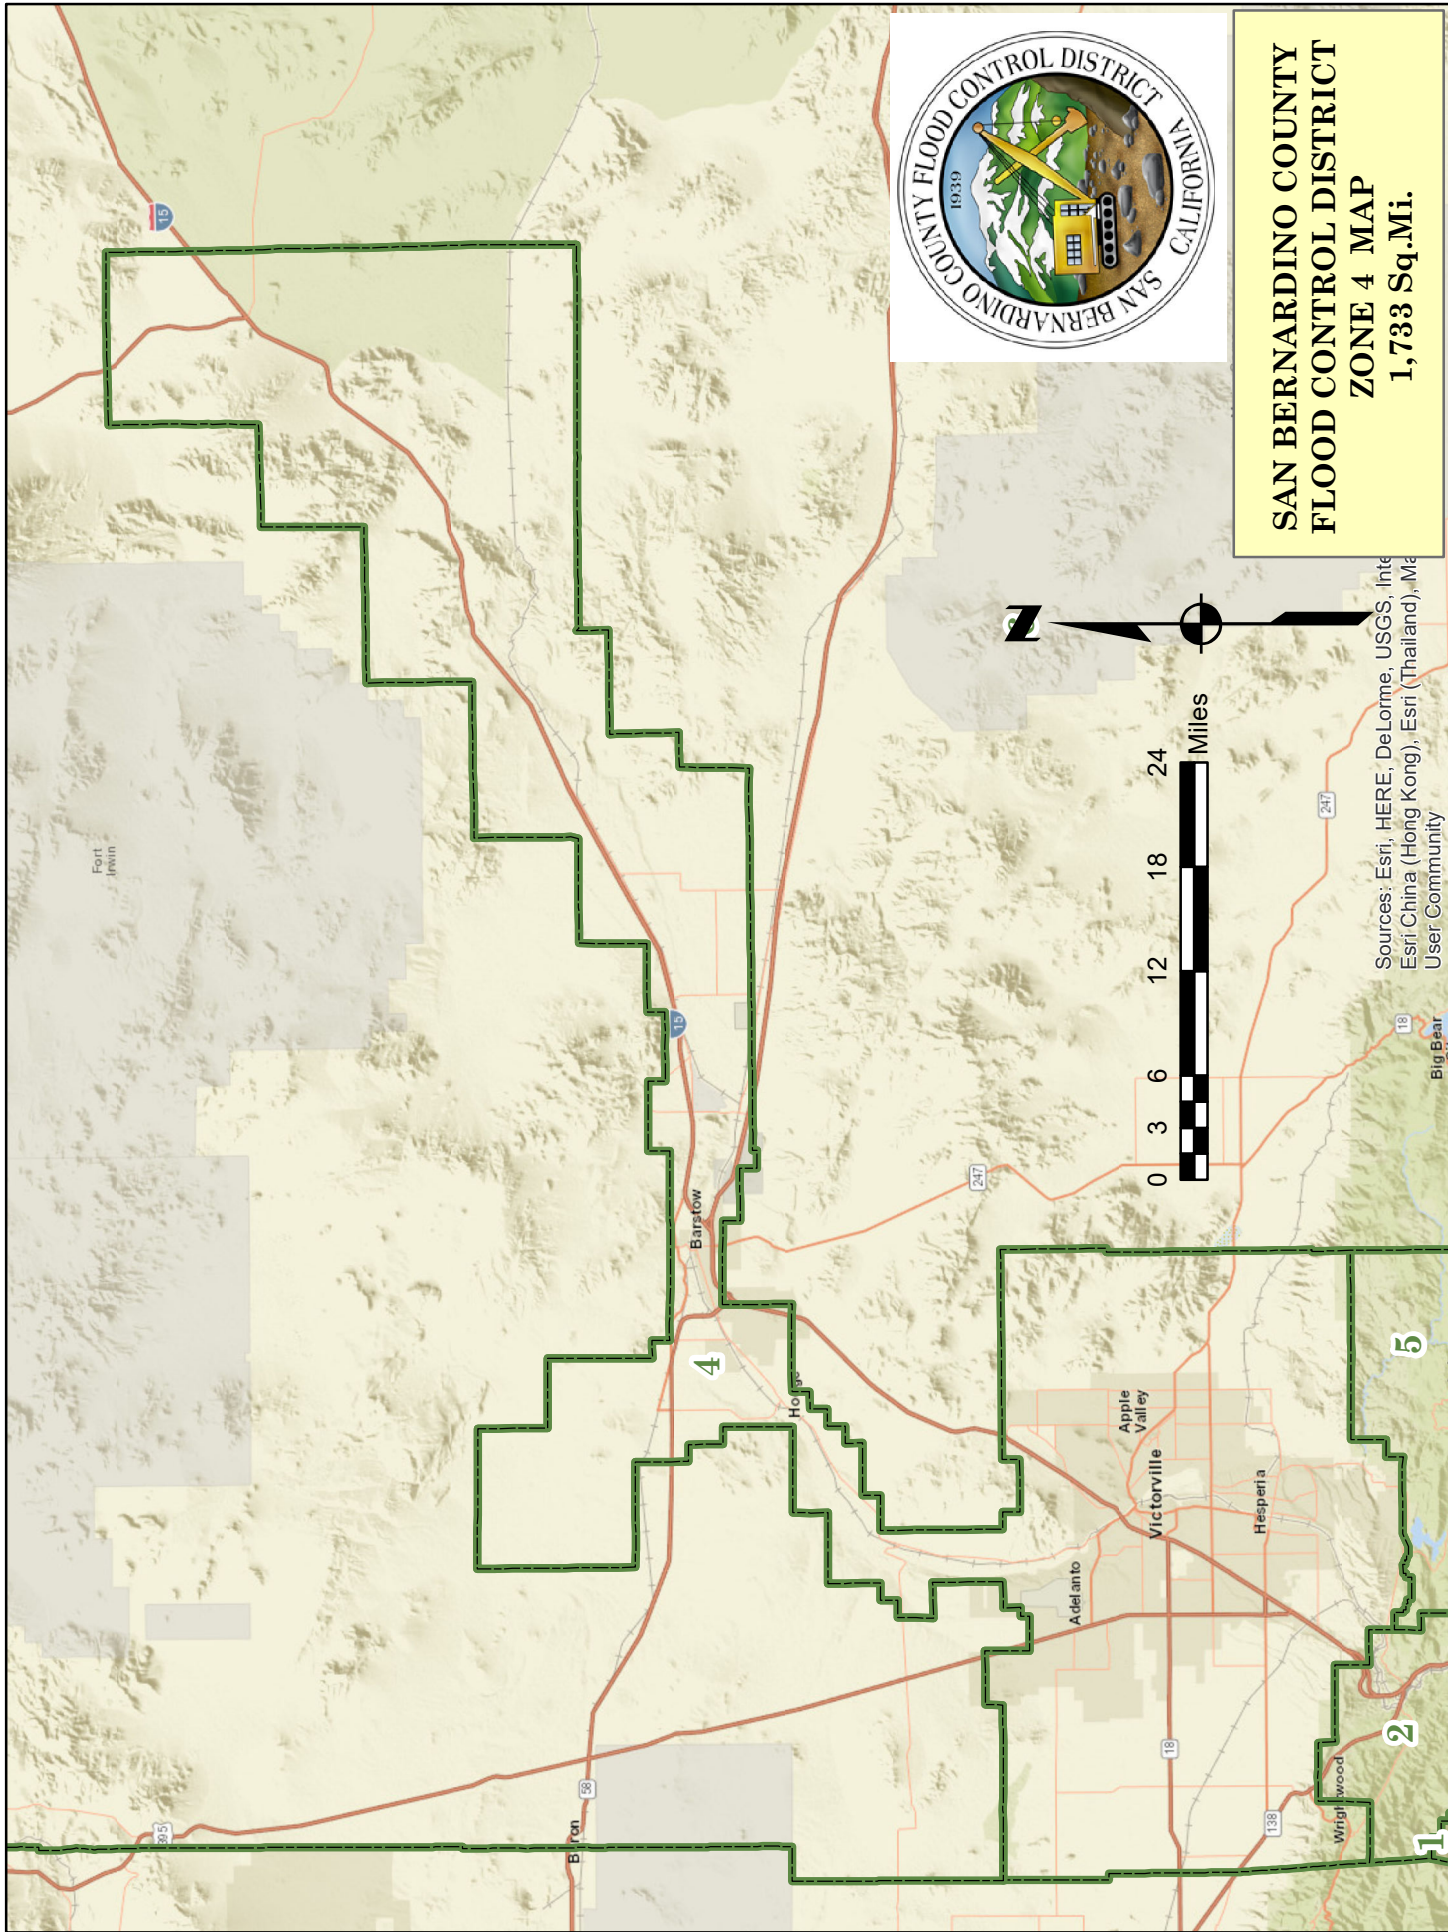 SAN BERNARDINO COUNTY
FLOOD CONTROL DISTRICT
ZONE 4 MAP
1,733 Sq.Mi.
SAN BERNARDINO COUNTY FLOOD CONTROL DISTRICT
CALIFORNIA
1939
N
0 3 6 12 18 24
Miles
Sources: Esri, HERE, DeLorme, USGS, Inte
Esri China (Hong Kong), Esri (Thailand), Ma
User Community
Fort
Irwin
15
15
Barstow
4
247
247
18
Big Bear
Apple
Valley
Victorville
Hesperia
Adelanto
5
2
1
18
138
58
395